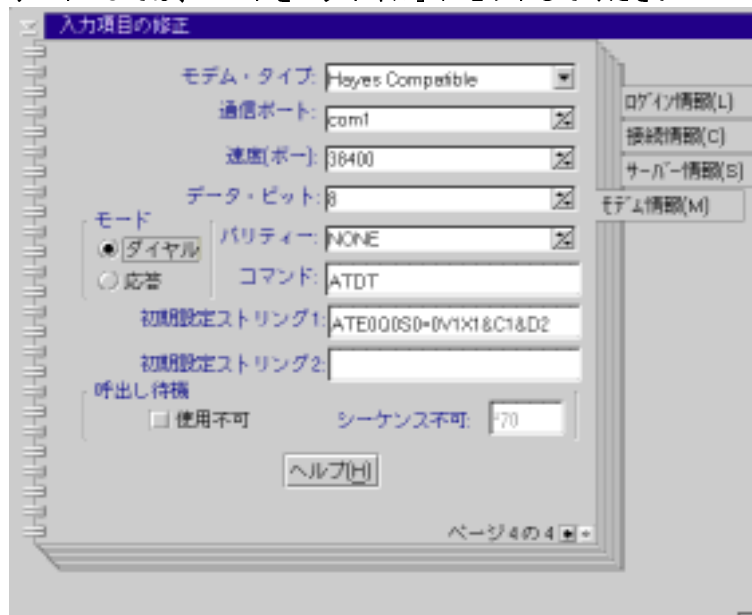 入力項目の修正
モデム・タイプ: Hayes Compatible
通信ポート: com1
速度(ボー): 38400
データ・ビット: 8
モード
ダイヤル
応答
パリティー: NONE
コマンド: ATDT
初期設定ストリング1: ATE0Q0S0=0V1X1&C1&D2
初期設定ストリング2:
呼出し待機
使用不可
シーケンス不可: *70
ヘルプ(H)
ページ 4 の 4
ログイン情報(L)
接続情報(C)
サーバー情報(S)
モデム情報(M)